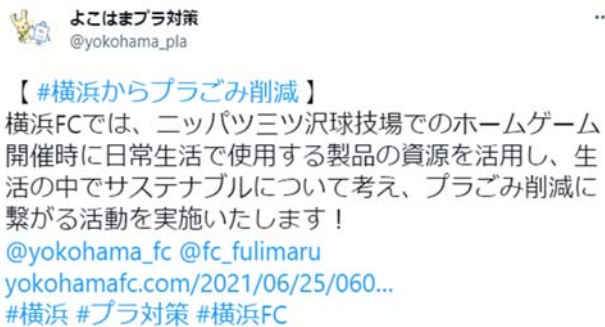 よこはまプラ対策
@yokohama_pla
【 #横浜からプラごみ削減 】
横浜FCでは、ニッパツ三ツ沢球技場でのホームゲーム
開催時に日常生活で使用する製品の資源を活用し、生
活の中でサステナブルについて考え、プラごみ削減に
繋がる活動を実施いたします！
@yokohama_fc @fc_fulimaru
yokohamafc.com/2021/06/25/060...
#横浜 #プラ対策 #横浜FC